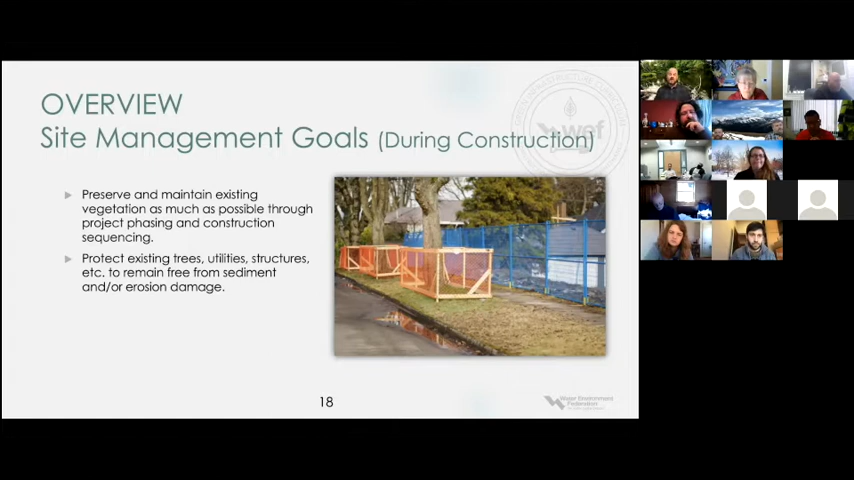 OVERVIEW
Site Management Goals (During Construction)
Preserve and maintain existing
vegetation as much as possible through
project phasing and construction
sequencing.
Protect existing trees, utilities, structures,
etc. to remain free from sediment
and/or erosion damage.
18
Water Environment
Federation
wef